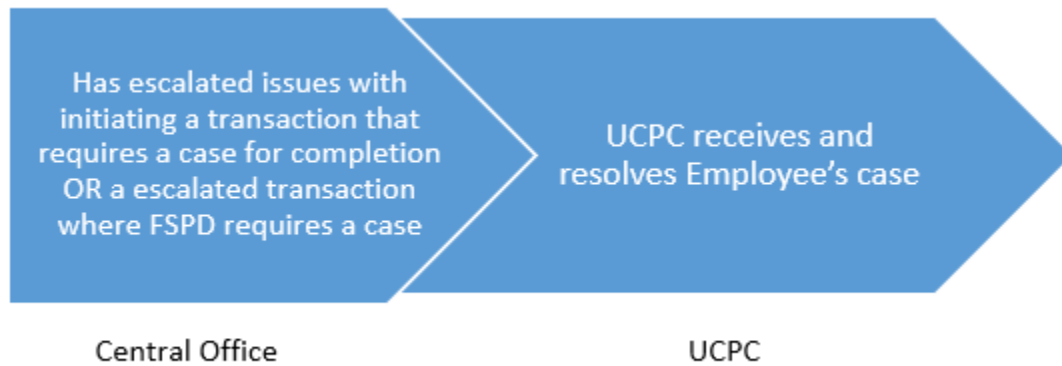 Has escalated issues with
initiating a transaction that
requires a case for completion
OR a escalated transaction
where FSPD requires a case
UCPC receives and
resolves Employee's case
Central Office
UCPC